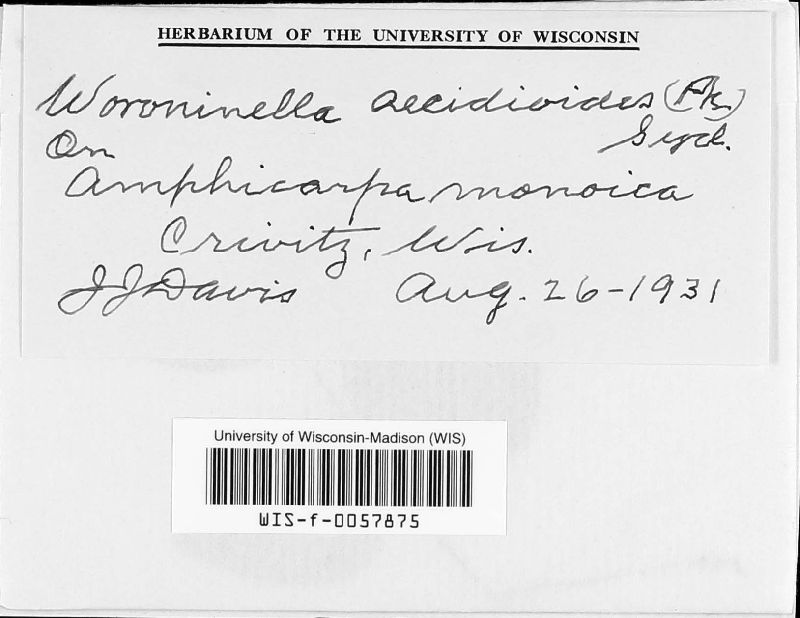 HERBARIUM OF THE UNIVERSITY OF WISCONSIN
Woroninella aecidioides (Pk)
Syd.
On
Amphicarpa monoica
Crivitz, Wis.
JJ Davis Aug. 26-1931
University of Wisconsin-Madison (WIS)
WIS-f-0057875